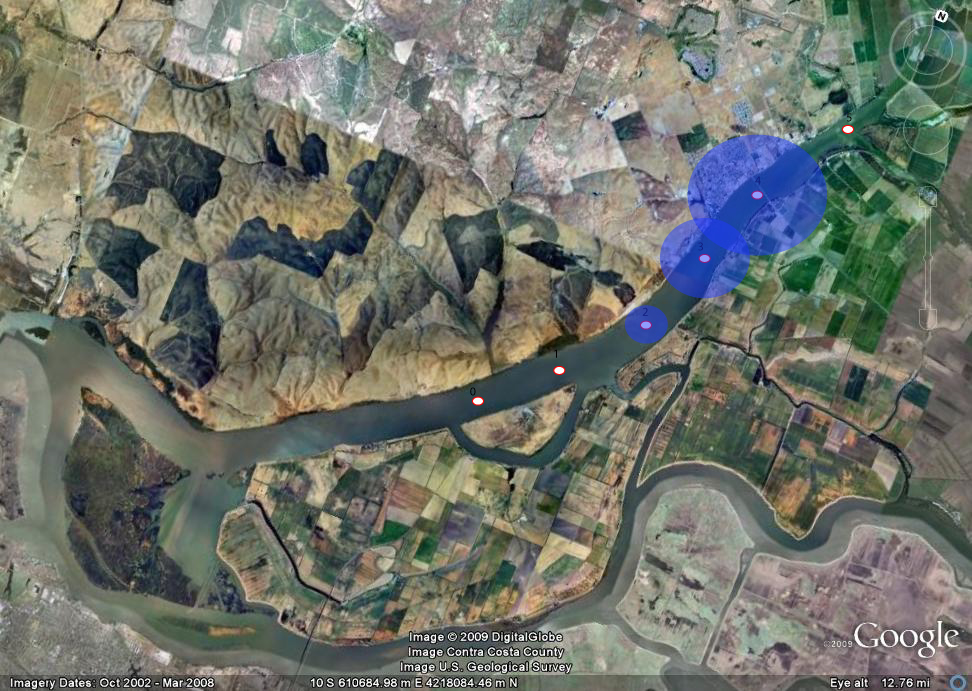 N
5
3
2
1
0
Image © 2009 DigitalGlobe
Image Contra Costa County
Image U.S. Geological Survey
©2009 Google
Imagery Dates: Oct 2002 - Mar 2008
10 S 610684.98 m E 4218084.46 m N
Eye alt 12.76 mi